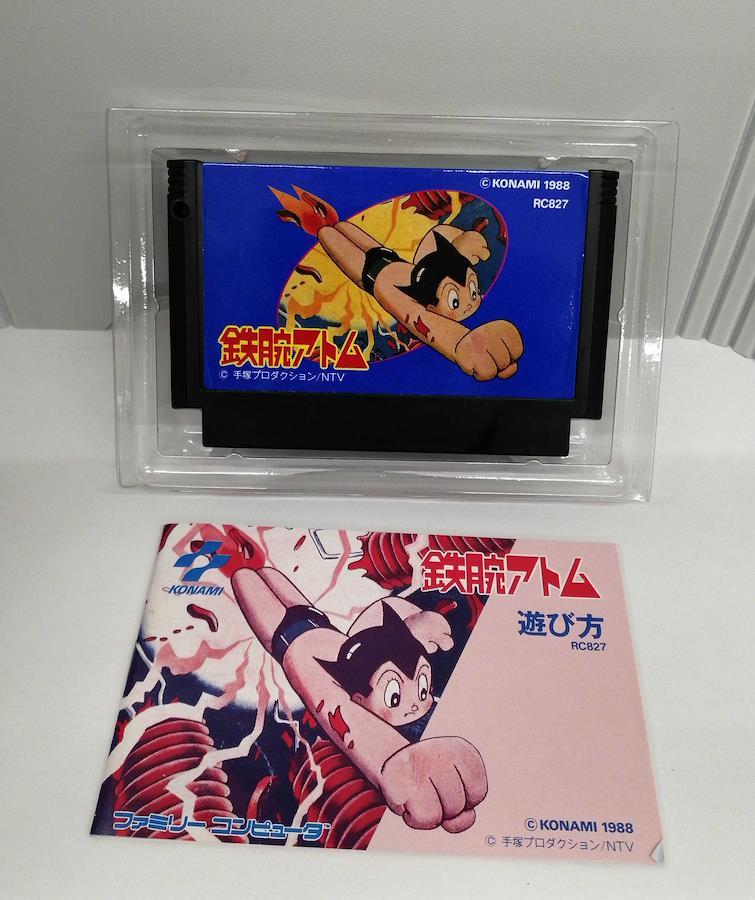 ©KONAMI 1988
RC827
鉄腕アトム
© 手塚プロダクション/NTV
KONAMI
鉄腕アトム
遊び方
RC827
ファミリーコンピュータ™
©KONAMI 1988
© 手塚プロダクション/NTV